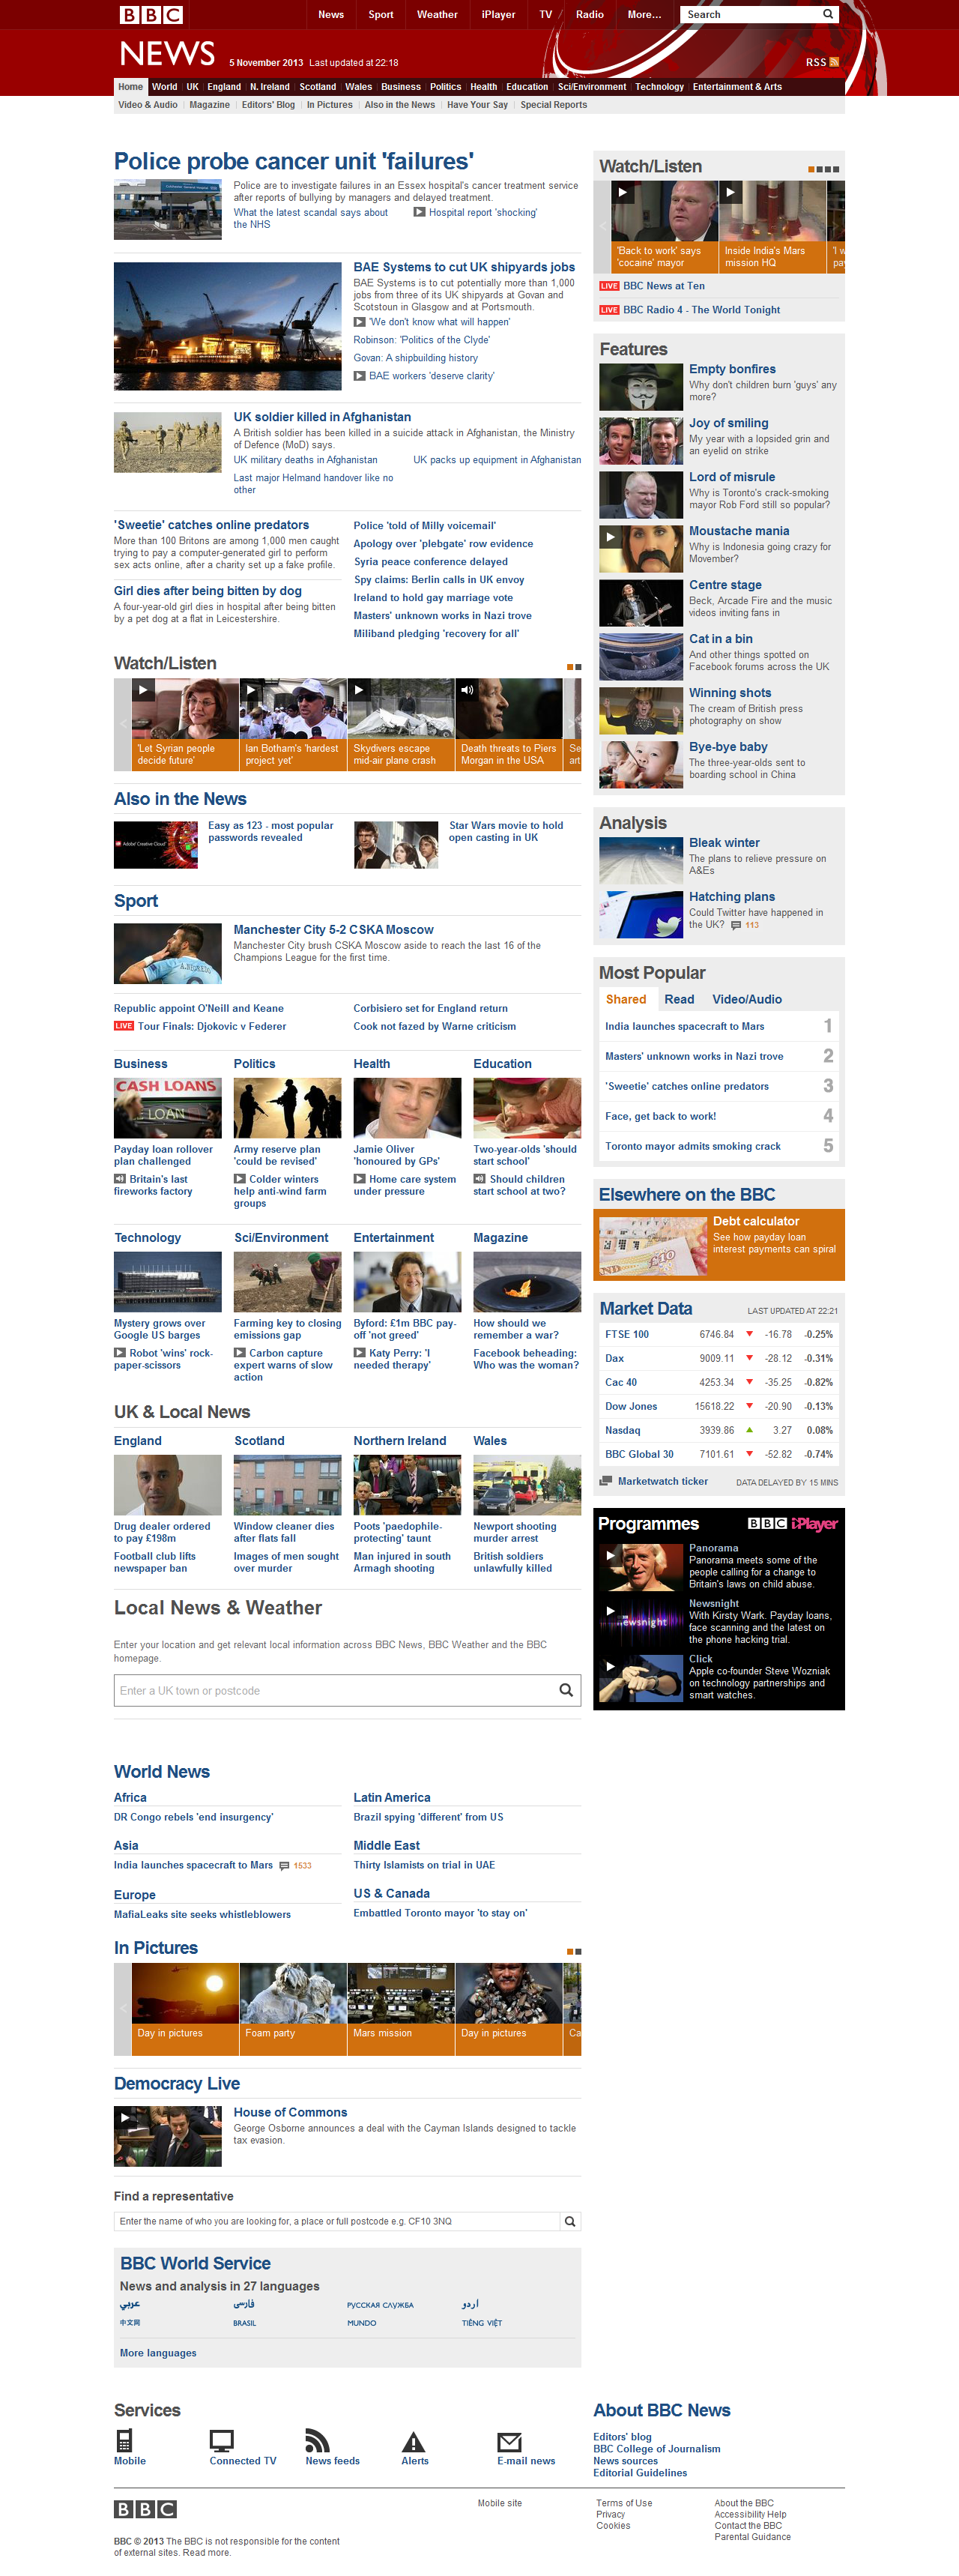 BBC
News Sport Weather iPlayer TV Radio More... Search
NEWS 5 November 2013 Last updated at 22:18
RSS
Home World UK England N. Ireland Scotland Wales Business Politics Health Education Sci/Environment Technology Entertainment & Arts
Video & Audio Magazine Editors' Blog In Pictures Also in the News Have Your Say Special Reports
Police probe cancer unit 'failures'
Police are to investigate failures in an Essex hospital's cancer treatment service
after reports of bullying by managers and delayed treatment.
What the latest scandal says about
the NHS
Hospital report 'shocking'
BAE Systems to cut UK shipyards jobs
BAE Systems is to cut potentially more than 1,000
jobs from three of its UK shipyards at Govan and
Scotstoun in Glasgow and at Portsmouth.
'We don't know what will happen'
Robinson: 'Politics of the Clyde'
Govan: A shipbuilding history
BAE workers 'deserve clarity'
UK soldier killed in Afghanistan
A British soldier has been killed in a suicide attack in Afghanistan, the Ministry
of Defence (MoD) says.
UK military deaths in Afghanistan
UK packs up equipment in Afghanistan
Last major Helmand handover like no
other
'Sweetie' catches online predators
More than 100 Britons are among 1,000 men caught
trying to pay a computer-generated girl to perform
sex acts online, after a charity set up a fake profile.
Girl dies after being bitten by dog
A four-year-old girl dies in hospital after being bitten
by a pet dog at a flat in Leicestershire.
Police 'told of Milly voicemail'
Apology over 'plebgate' row evidence
Syria peace conference delayed
Spy claims: Berlin calls in UK envoy
Ireland to hold gay marriage vote
Masters' unknown works in Nazi trove
Miliband pledging 'recovery for all'
Watch/Listen
'Let Syrian people
decide future'
Ian Botham's 'hardest
project yet'
Skydivers escape
mid-air plane crash
Death threats to Piers
Morgan in the USA
Se
art
Also in the News
Adobe Creative Cloud
Easy as 123 - most popular
passwords revealed
Star Wars movie to hold
open casting in UK
Sport
Manchester City 5-2 CSKA Moscow
Manchester City brush CSKA Moscow aside to reach the last 16 of the
Champions League for the first time.
Republic appoint O'Neill and Keane
Corbisiero set for England return
LIVE Tour Finals: Djokovic v Federer
Cook not fazed by Warne criticism
Business
CASH LOANS
LOAN
Payday loan rollover
plan challenged
Britain's last
fireworks factory
Politics
Army reserve plan
'could be revised'
Colder winters
help anti-wind farm
groups
Health
Jamie Oliver
'honoured by GPs'
Home care system
under pressure
Education
Two-year-olds 'should
start school'
Should children
start school at two?
Technology
Mystery grows over
Google US barges
Robot 'wins' rock-
paper-scissors
Sci/Environment
Farming key to closing
emissions gap
Carbon capture
expert warns of slow
action
Entertainment
Byford: £1m BBC pay-
off 'not greed'
Katy Perry: 'I
needed therapy'
Magazine
How should we
remember a war?
Facebook beheading:
Who was the woman?
UK & Local News
England
Drug dealer ordered
to pay £198m
Football club lifts
newspaper ban
Scotland
Window cleaner dies
after flats fall
Images of men sought
over murder
Northern Ireland
Poots 'paedophile-
protecting' taunt
Man injured in south
Armagh shooting
Wales
Newport shooting
murder arrest
British soldiers
unlawfully killed
Local News & Weather
Enter your location and get relevant local information across BBC News, BBC Weather and the BBC
homepage.
Enter a UK town or postcode
World News
Africa
DR Congo rebels 'end insurgency'
Latin America
Brazil spying 'different' from US
Asia
India launches spacecraft to Mars 1533
Middle East
Thirty Islamists on trial in UAE
Europe
MafiaLeaks site seeks whistleblowers
US & Canada
Embattled Toronto mayor 'to stay on'
In Pictures
Day in pictures
Foam party
Mars mission
Day in pictures
Ca
Democracy Live
House of Commons
George Osborne announces a deal with the Cayman Islands designed to tackle
tax evasion.
Find a representative
Enter the name of who you are looking for, a place or full postcode e.g. CF10 3NQ
BBC World Service
News and analysis in 27 languages
عربي فارسی РУССКАЯ СЛУЖБА اردو
中文网 BRASIL MUNDO TIẾNG VIỆT
More languages
Watch/Listen
'Back to work' says
'cocaine' mayor
Inside India's Mars
mission HQ
'I w
pa
LIVE BBC News at Ten
LIVE BBC Radio 4 - The World Tonight
Features
Empty bonfires
Why don't children burn 'guys' any
more?
Joy of smiling
My year with a lopsided grin and
an eyelid on strike
Lord of misrule
Why is Toronto's crack-smoking
mayor Rob Ford still so popular?
Moustache mania
Why is Indonesia going crazy for
Movember?
Centre stage
Beck, Arcade Fire and the music
videos inviting fans in
Cat in a bin
And other things spotted on
Facebook forums across the UK
Winning shots
The cream of British press
photography on show
Bye-bye baby
The three-year-olds sent to
boarding school in China
Analysis
Bleak winter
The plans to relieve pressure on
A&Es
Hatching plans
Could Twitter have happened in
the UK? 113
Most Popular
Shared Read Video/Audio
India launches spacecraft to Mars 1
Masters' unknown works in Nazi trove 2
'Sweetie' catches online predators 3
Face, get back to work! 4
Toronto mayor admits smoking crack 5
Elsewhere on the BBC
Debt calculator
See how payday loan
interest payments can spiral
Market Data LAST UPDATED AT 22:21
FTSE 100 6746.84 -16.78 -0.25%
Dax 9009.11 -28.12 -0.31%
Cac 40 4253.34 -35.25 -0.82%
Dow Jones 15618.22 -20.90 -0.13%
Nasdaq 3939.86 3.27 0.08%
BBC Global 30 7101.61 -52.82 -0.74%
Marketwatch ticker DATA DELAYED BY 15 MINS
Programmes BBC iPlayer
Panorama
Panorama meets some of the
people calling for a change to
Britain's laws on child abuse.
Newsnight
With Kirsty Wark. Payday loans,
face scanning and the latest on
the phone hacking trial.
Click
Apple co-founder Steve Wozniak
on technology partnerships and
smart watches.
Services
Mobile Connected TV News feeds Alerts E-mail news
About BBC News
Editors' blog
BBC College of Journalism
News sources
Editorial Guidelines
BBC
Mobile site
Terms of Use
Privacy
Cookies
About the BBC
Accessibility Help
Contact the BBC
Parental Guidance
BBC © 2013 The BBC is not responsible for the content
of external sites. Read more.